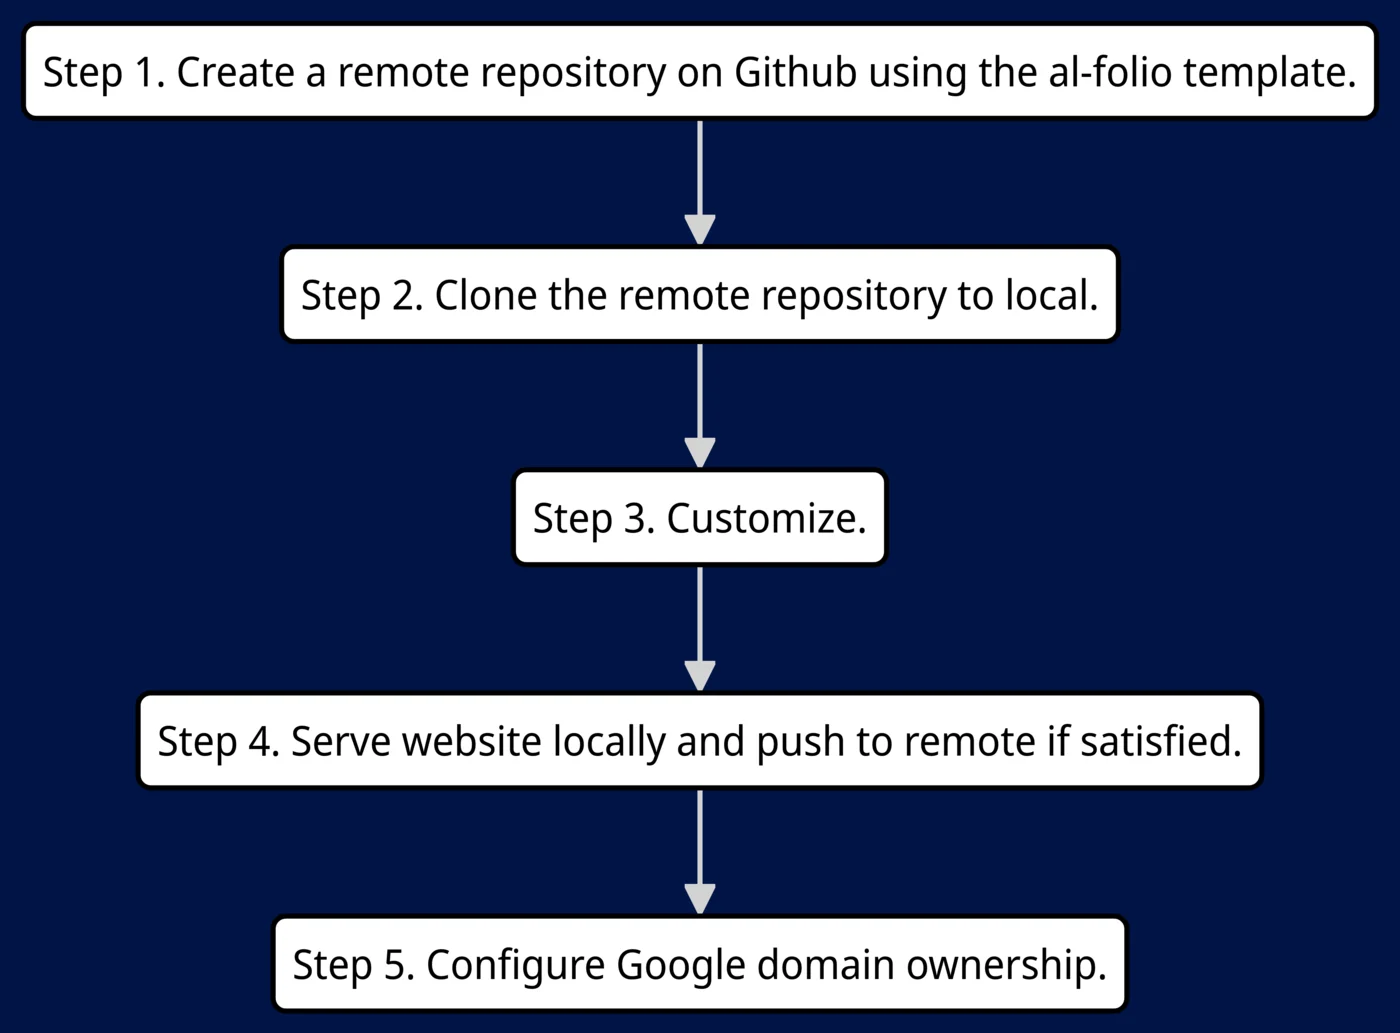 Step 1. Create a remote repository on Github using the al-folio template.
Step 2. Clone the remote repository to local.
Step 3. Customize.
Step 4. Serve website locally and push to remote if satisfied.
Step 5. Configure Google domain ownership.